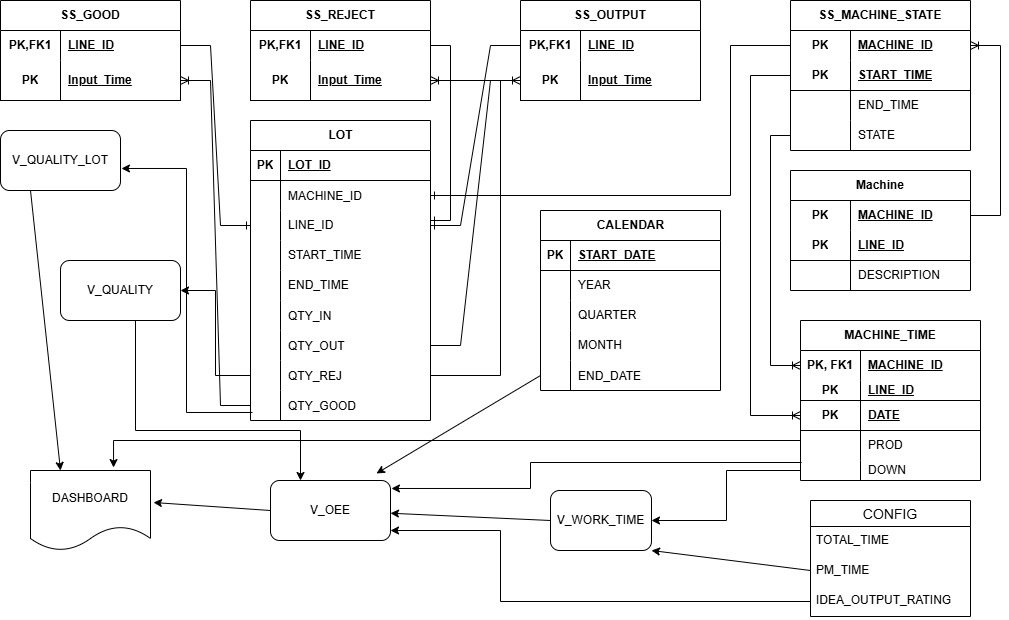 SS_GOOD
PK,FK1 LINE_ID
PK Input_Time
SS_REJECT
PK,FK1 LINE_ID
PK Input_Time
SS_OUTPUT
PK,FK1 LINE_ID
PK Input_Time
SS_MACHINE_STATE
PK MACHINE_ID
PK START_TIME
END_TIME
STATE
V_QUALITY_LOT
LOT
PK LOT_ID
MACHINE_ID
LINE_ID
START_TIME
END_TIME
QTY_IN
QTY_OUT
QTY_REJ
QTY_GOOD
Machine
PK MACHINE_ID
PK LINE_ID
DESCRIPTION
CALENDAR
PK START_DATE
YEAR
QUARTER
MONTH
END_DATE
V_QUALITY
MACHINE_TIME
PK, FK1 MACHINE_ID
PK LINE_ID
PK DATE
PROD
DOWN
DASHBOARD
V_OEE
V_WORK_TIME
CONFIG
TOTAL_TIME
PM_TIME
IDEA_OUTPUT_RATING